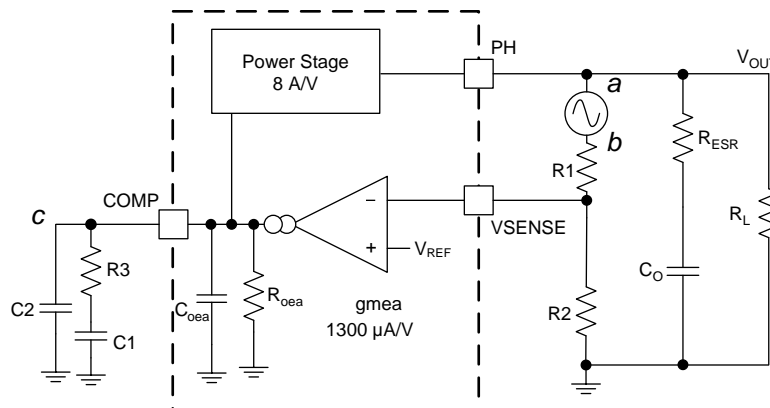 PH
Power Stage
8 A/V
VOUT
a
b
RESR
R1
COMP
c
VSENSE
RL
R3
VREF
CO
C2
Coea
Roea
gmea
R2
C1
1300 µA/V
−
+